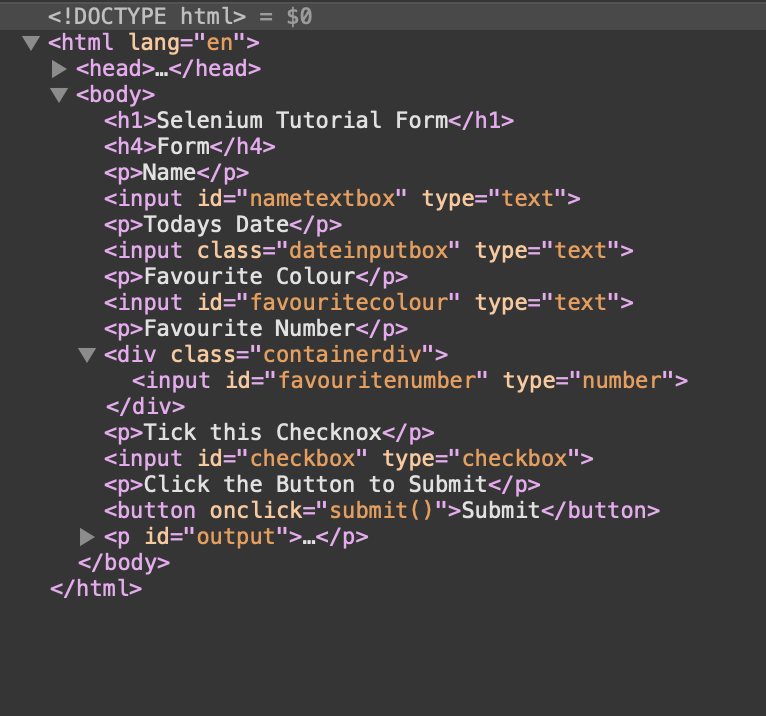 <!DOCTYPE html> = $0
<html lang="en">
<head>…</head>
<body>
<h1>Selenium Tutorial Form</h1>
<h4>Form</h4>
<p>Name</p>
<input id="nametextbox" type="text">
<p>Todays Date</p>
<input class="dateinputbox" type="text">
<p>Favourite Colour</p>
<input id="favouritecolour" type="text">
<p>Favourite Number</p>
<div class="containerdiv">
<input id="favouritenumber" type="number">
</div>
<p>Tick this Checknox</p>
<input id="checkbox" type="checkbox">
<p>Click the Button to Submit</p>
<button onclick="submit()">Submit</button>
<p id="output">…</p>
</body>
</html>